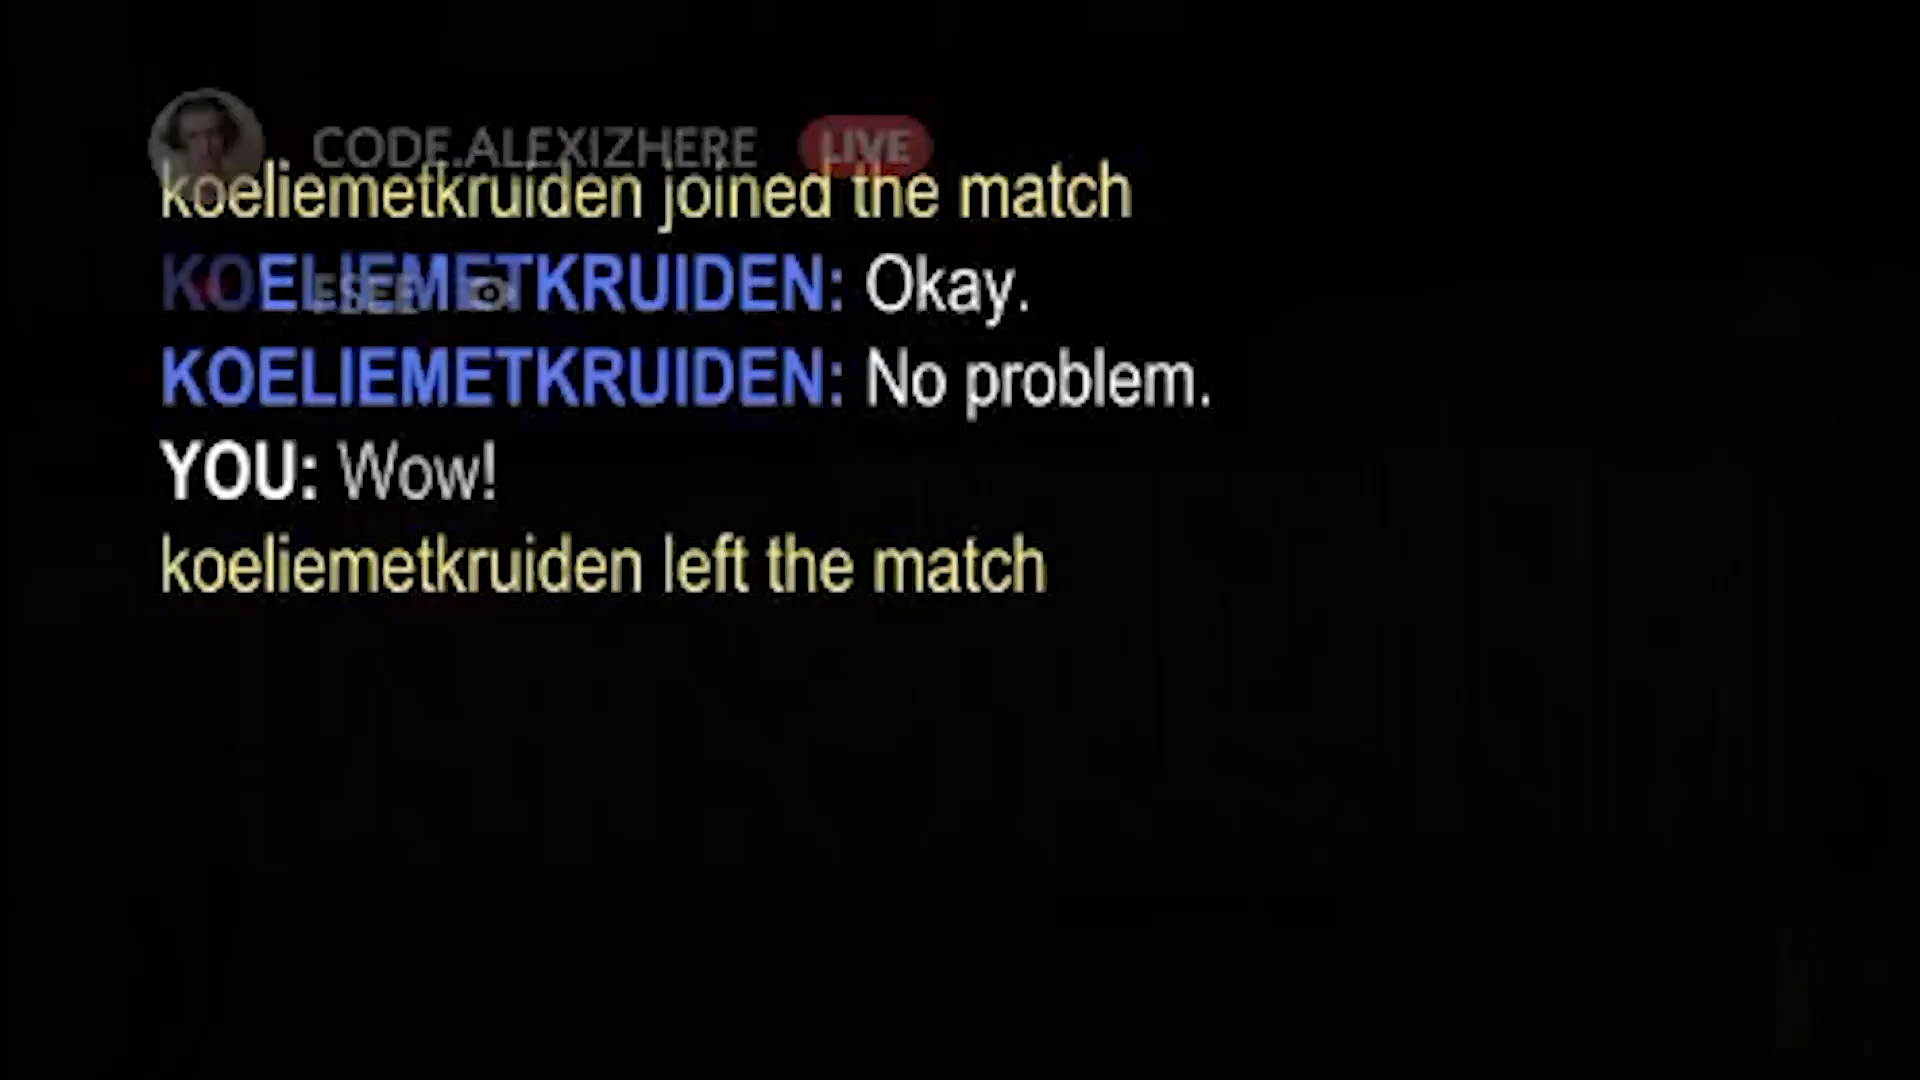 CODE.ALEXIZHERE LIVE
koeliemetkruiden joined the match
KOELIEMETKRUIDEN: Okay.
KOELIEMETKRUIDEN: No problem.
YOU: Wow!
koeliemetkruiden left the match